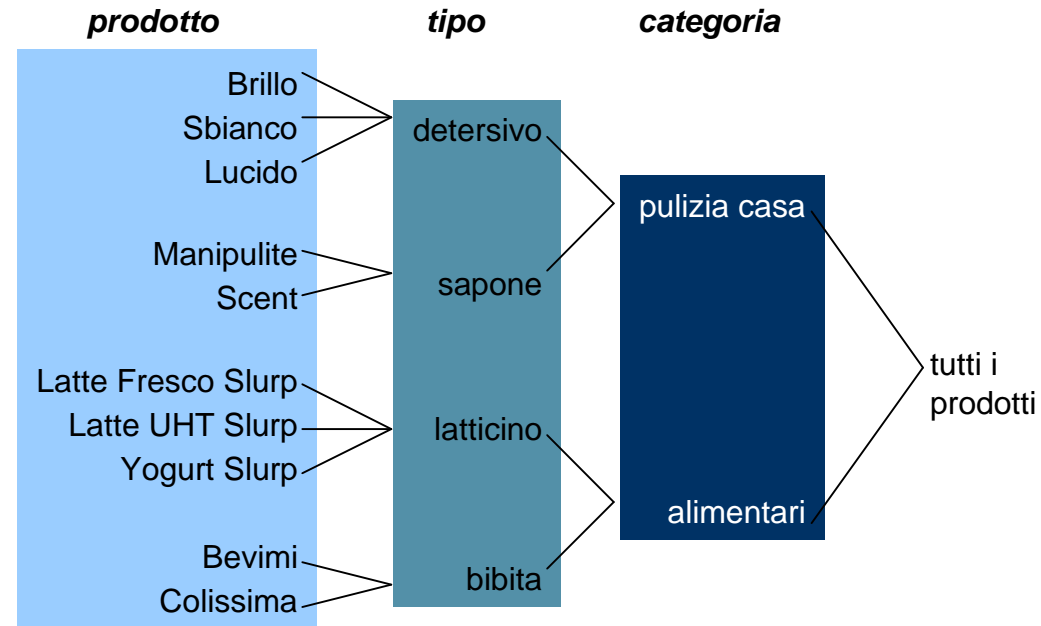 prodotto tipo categoria
Brillo
Sbianco
detersivo
Lucido
pulizia casa
Manipulite
Scent
sapone
Latte Fresco Slurp
tutti i
prodotti
Latte UHT Slurp
latticino
Yogurt Slurp
alimentari
Bevimi
bibita
Colissima